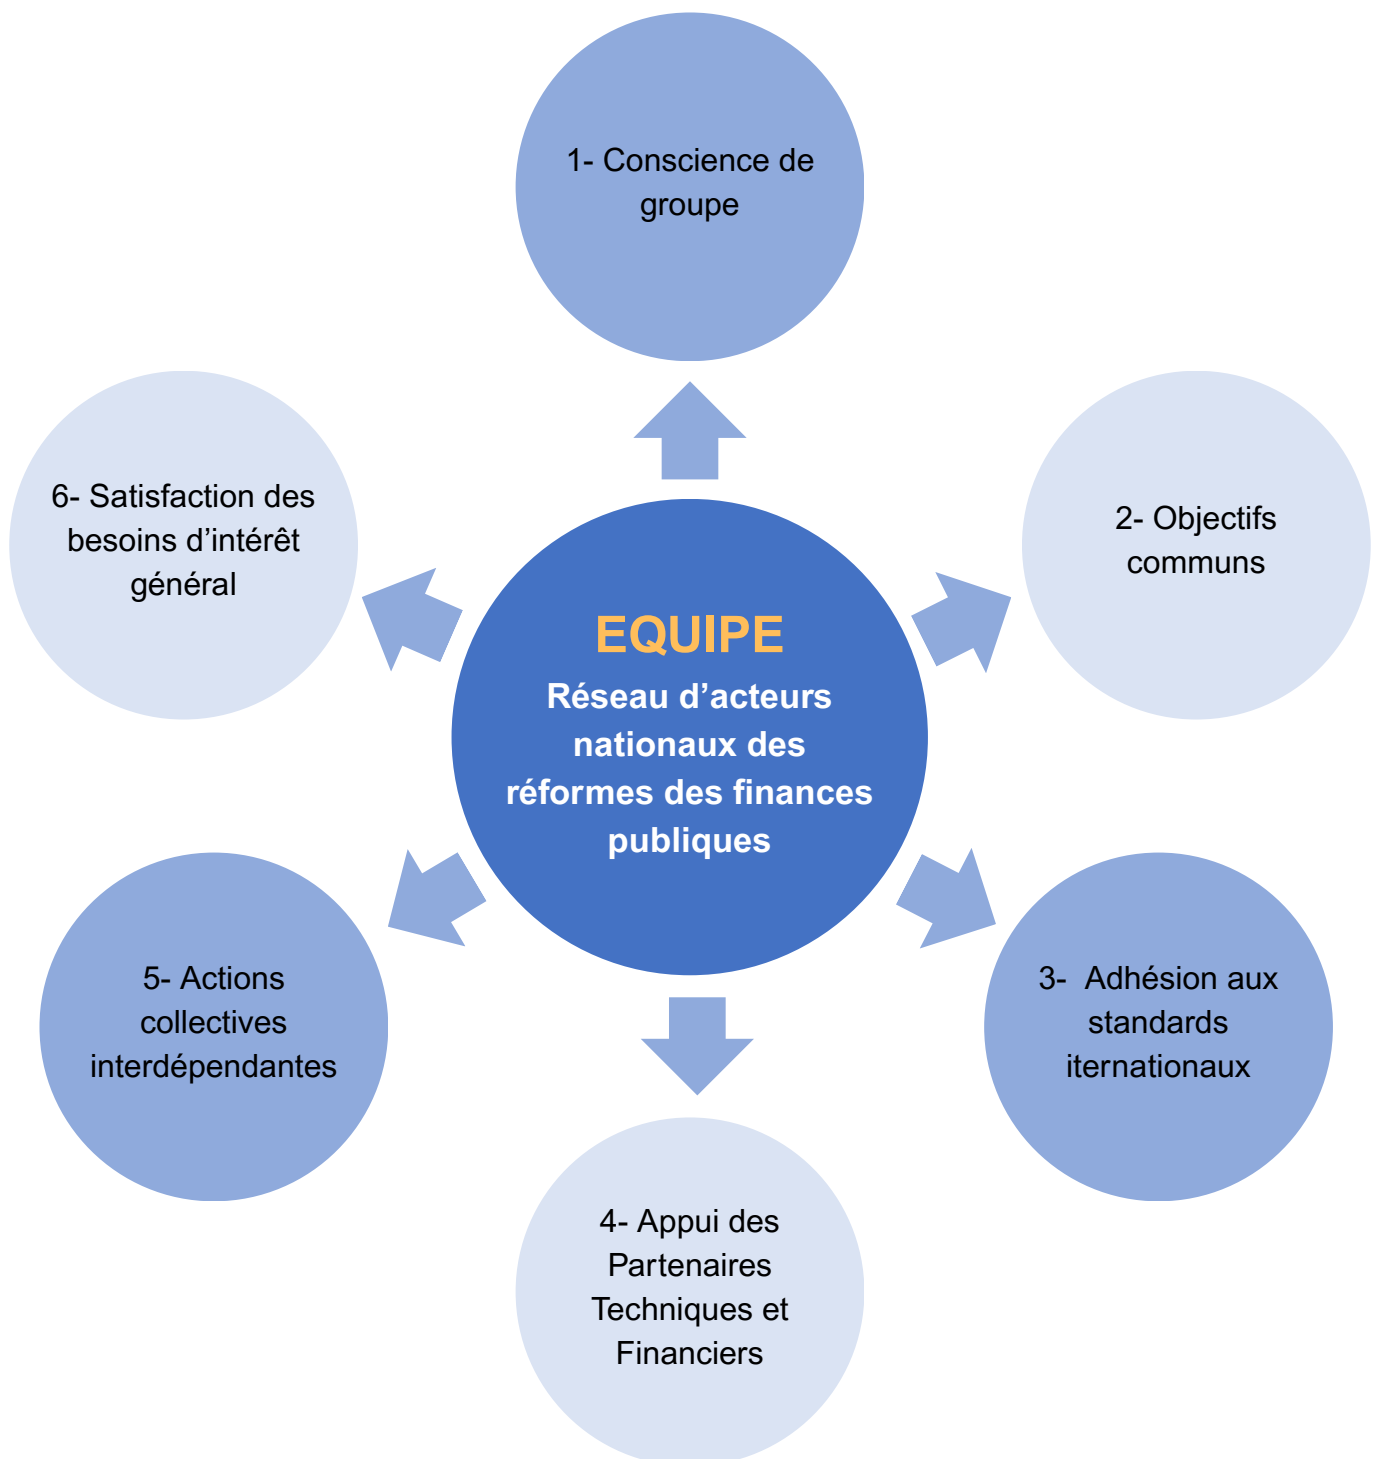 1- Conscience de
groupe
2- Objectifs
communs
3-  Adhésion aux
standards
iternationaux
4- Appui des
Partenaires
Techniques et
Financiers
5- Actions
collectives
interdépendantes
6- Satisfaction des
besoins d’intérêt
général
EQUIPE
Réseau d’acteurs
nationaux des
réformes des finances
publiques